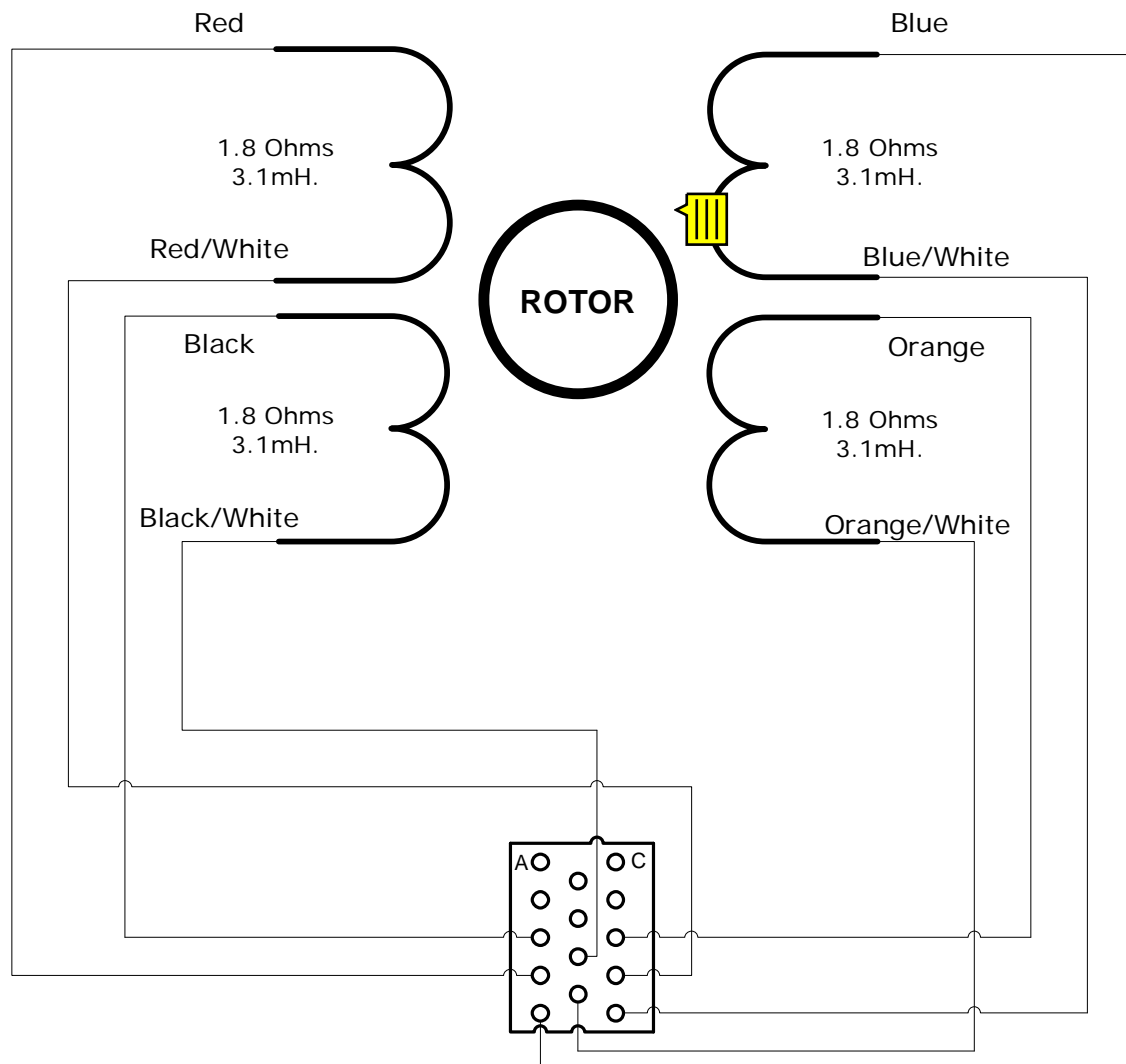 Red
Blue
1.8 Ohms
3.1mH.
1.8 Ohms
3.1mH.
Red/White
Blue/White
ROTOR
Black
Orange
1.8 Ohms
3.1mH.
1.8 Ohms
3.1mH.
Black/White
Orange/White
A
C